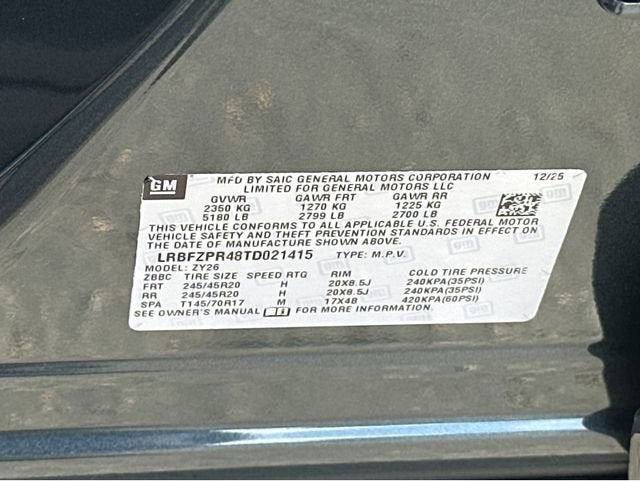 GM
MFD BY SAIC GENERAL MOTORS CORPORATION 12/25
LIMITED FOR GENERAL MOTORS LLC
GVWR GAWR FRT GAWR RR
2350 KG 1270 KG 1225 KG
5180 LB 2799 LB 2700 LB
THIS VEHICLE CONFORMS TO ALL APPLICABLE U.S. FEDERAL MOTOR
VEHICLE SAFETY AND THEFT PREVENTION STANDARDS IN EFFECT ON
THE DATE OF MANUFACTURE SHOWN ABOVE.
LRBFZPR48TD021415 TYPE: M.P.V.
MODEL: ZY26
ZBBC TIRE SIZE SPEED RTG RIM COLD TIRE PRESSURE
FRT 245/45R20 H 20X8.5J 240KPA(35PSI)
RR 245/45R20 H 20X8.5J 240KPA(35PSI)
SPA T145/70R17 M 17X4B 420KPA(60PSI)
SEE OWNER'S MANUAL FOR MORE INFORMATION.